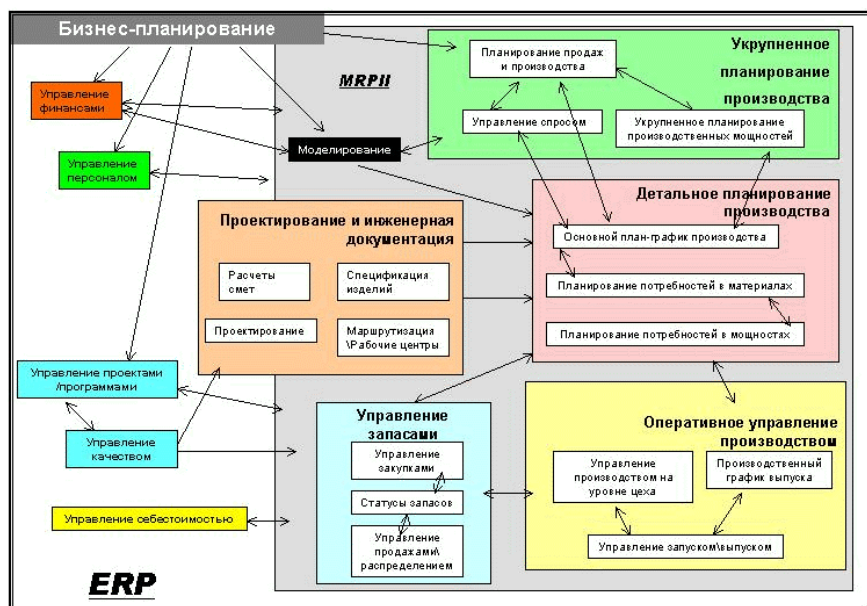 Бизнес-планирование
Управление
финансами
Управление
персоналом
MRPII
Моделирование
Укрупненное
планирование
производства
Планирование продаж
и производства
Управление спросом
Укрупненное планирование
производственных мощностей
Детальное планирование
производства
Основной план-график производства
Планирование потребностей в материалах
Планирование потребностей в мощностях
Проектирование и инженерная
документация
Расчеты
смет
Спецификация
изделий
Проектирование
Маршрутизация
\Рабочие центры
Управление проектами
/программами
Управление
качеством
Управление себестоимостью
Управление
запасами
Управление
закупками
Статусы запасов
Управление
продажами\
распределением
Оперативное управление
производством
Управление
производством на
уровне цеха
Производственный
график выпуска
Управление запуском\выпуском
ERP